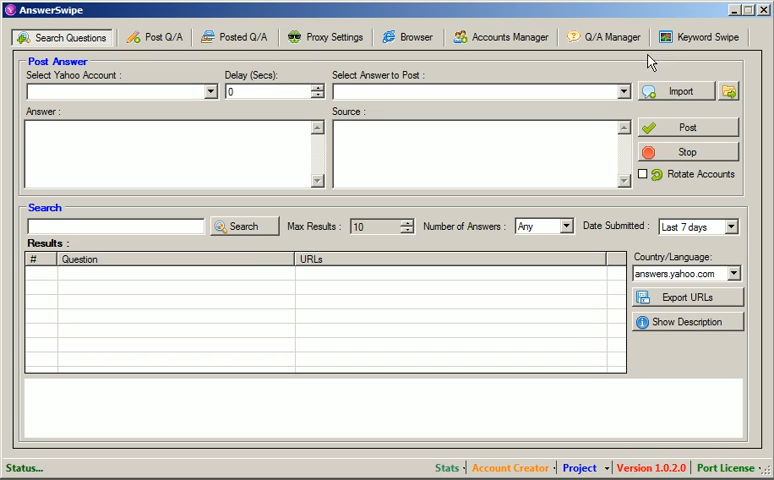 AnswerSwipe
Search Questions Post Q/A Posted Q/A Proxy Settings Browser Accounts Manager Q/A Manager Keyword Swipe
Post Answer
Select Yahoo Account : Delay (Secs): Select Answer to Post :
0 Import
Answer : Source :
Post
Stop
Rotate Accounts
Search
Search Max Results : 10 Number of Answers : Any Date Submitted : Last 7 days
Results :
# Question URLs
Country/Language:
answers.yahoo.com
Export URLs
Show Description
Status... Stats Account Creator Project Version 1.0.2.0 Port License